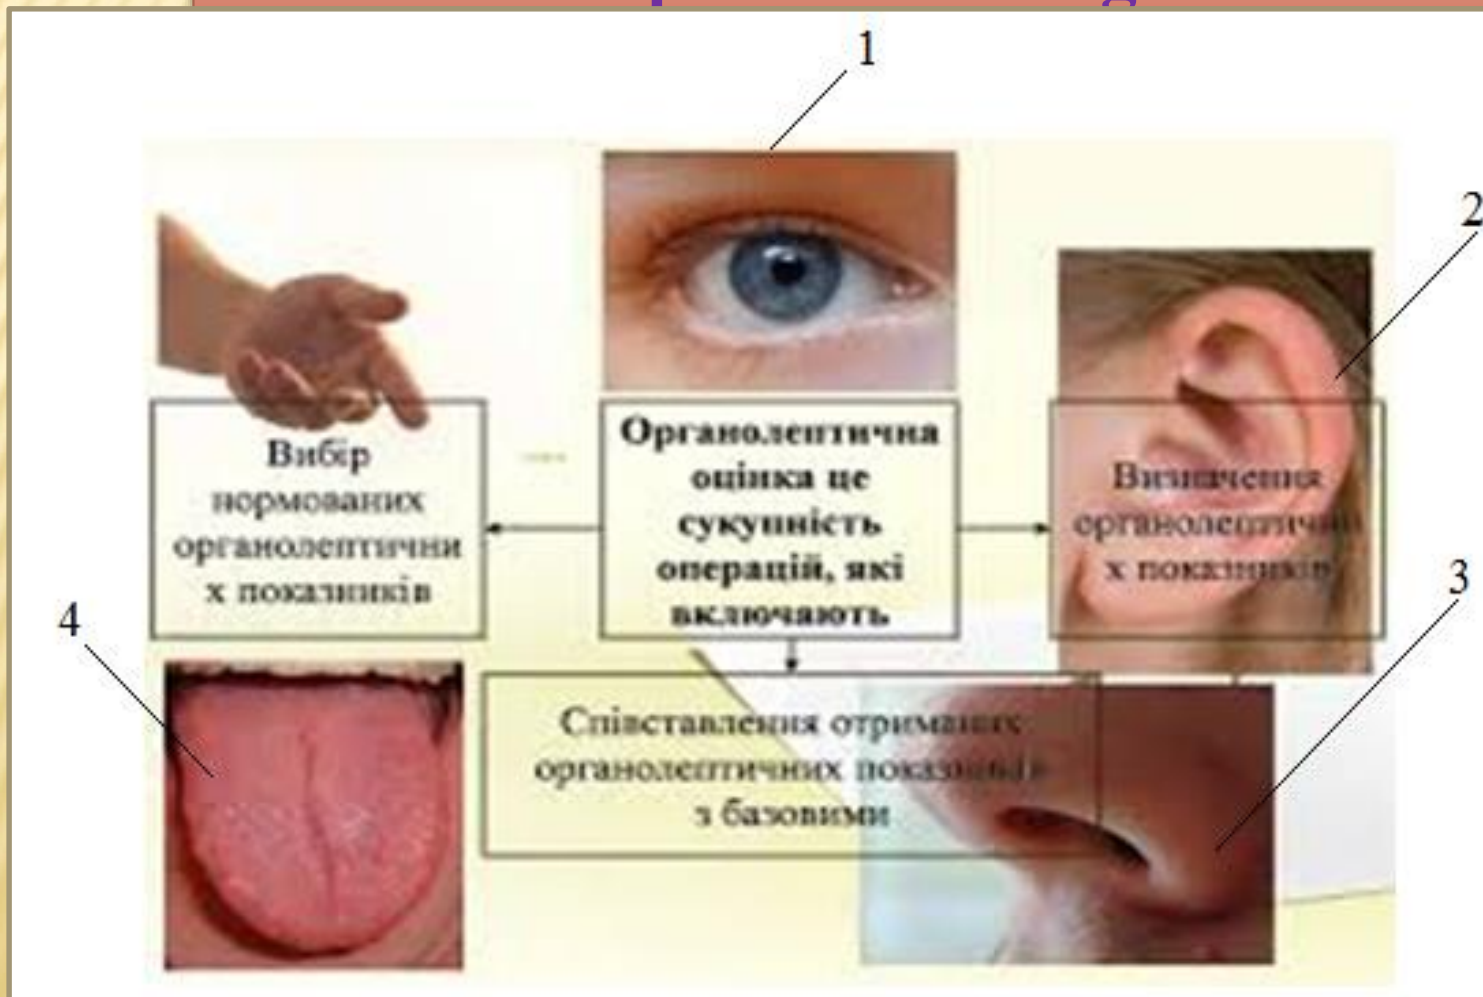 1
2
Вибір
нормованих
органолептични
х показників
Органолептична
оцінка це
сукупність
операцій, які
включають
Визначення
органолептични
х показників
3
4
Співставлення отриманих
органолептичних показників
з базовими